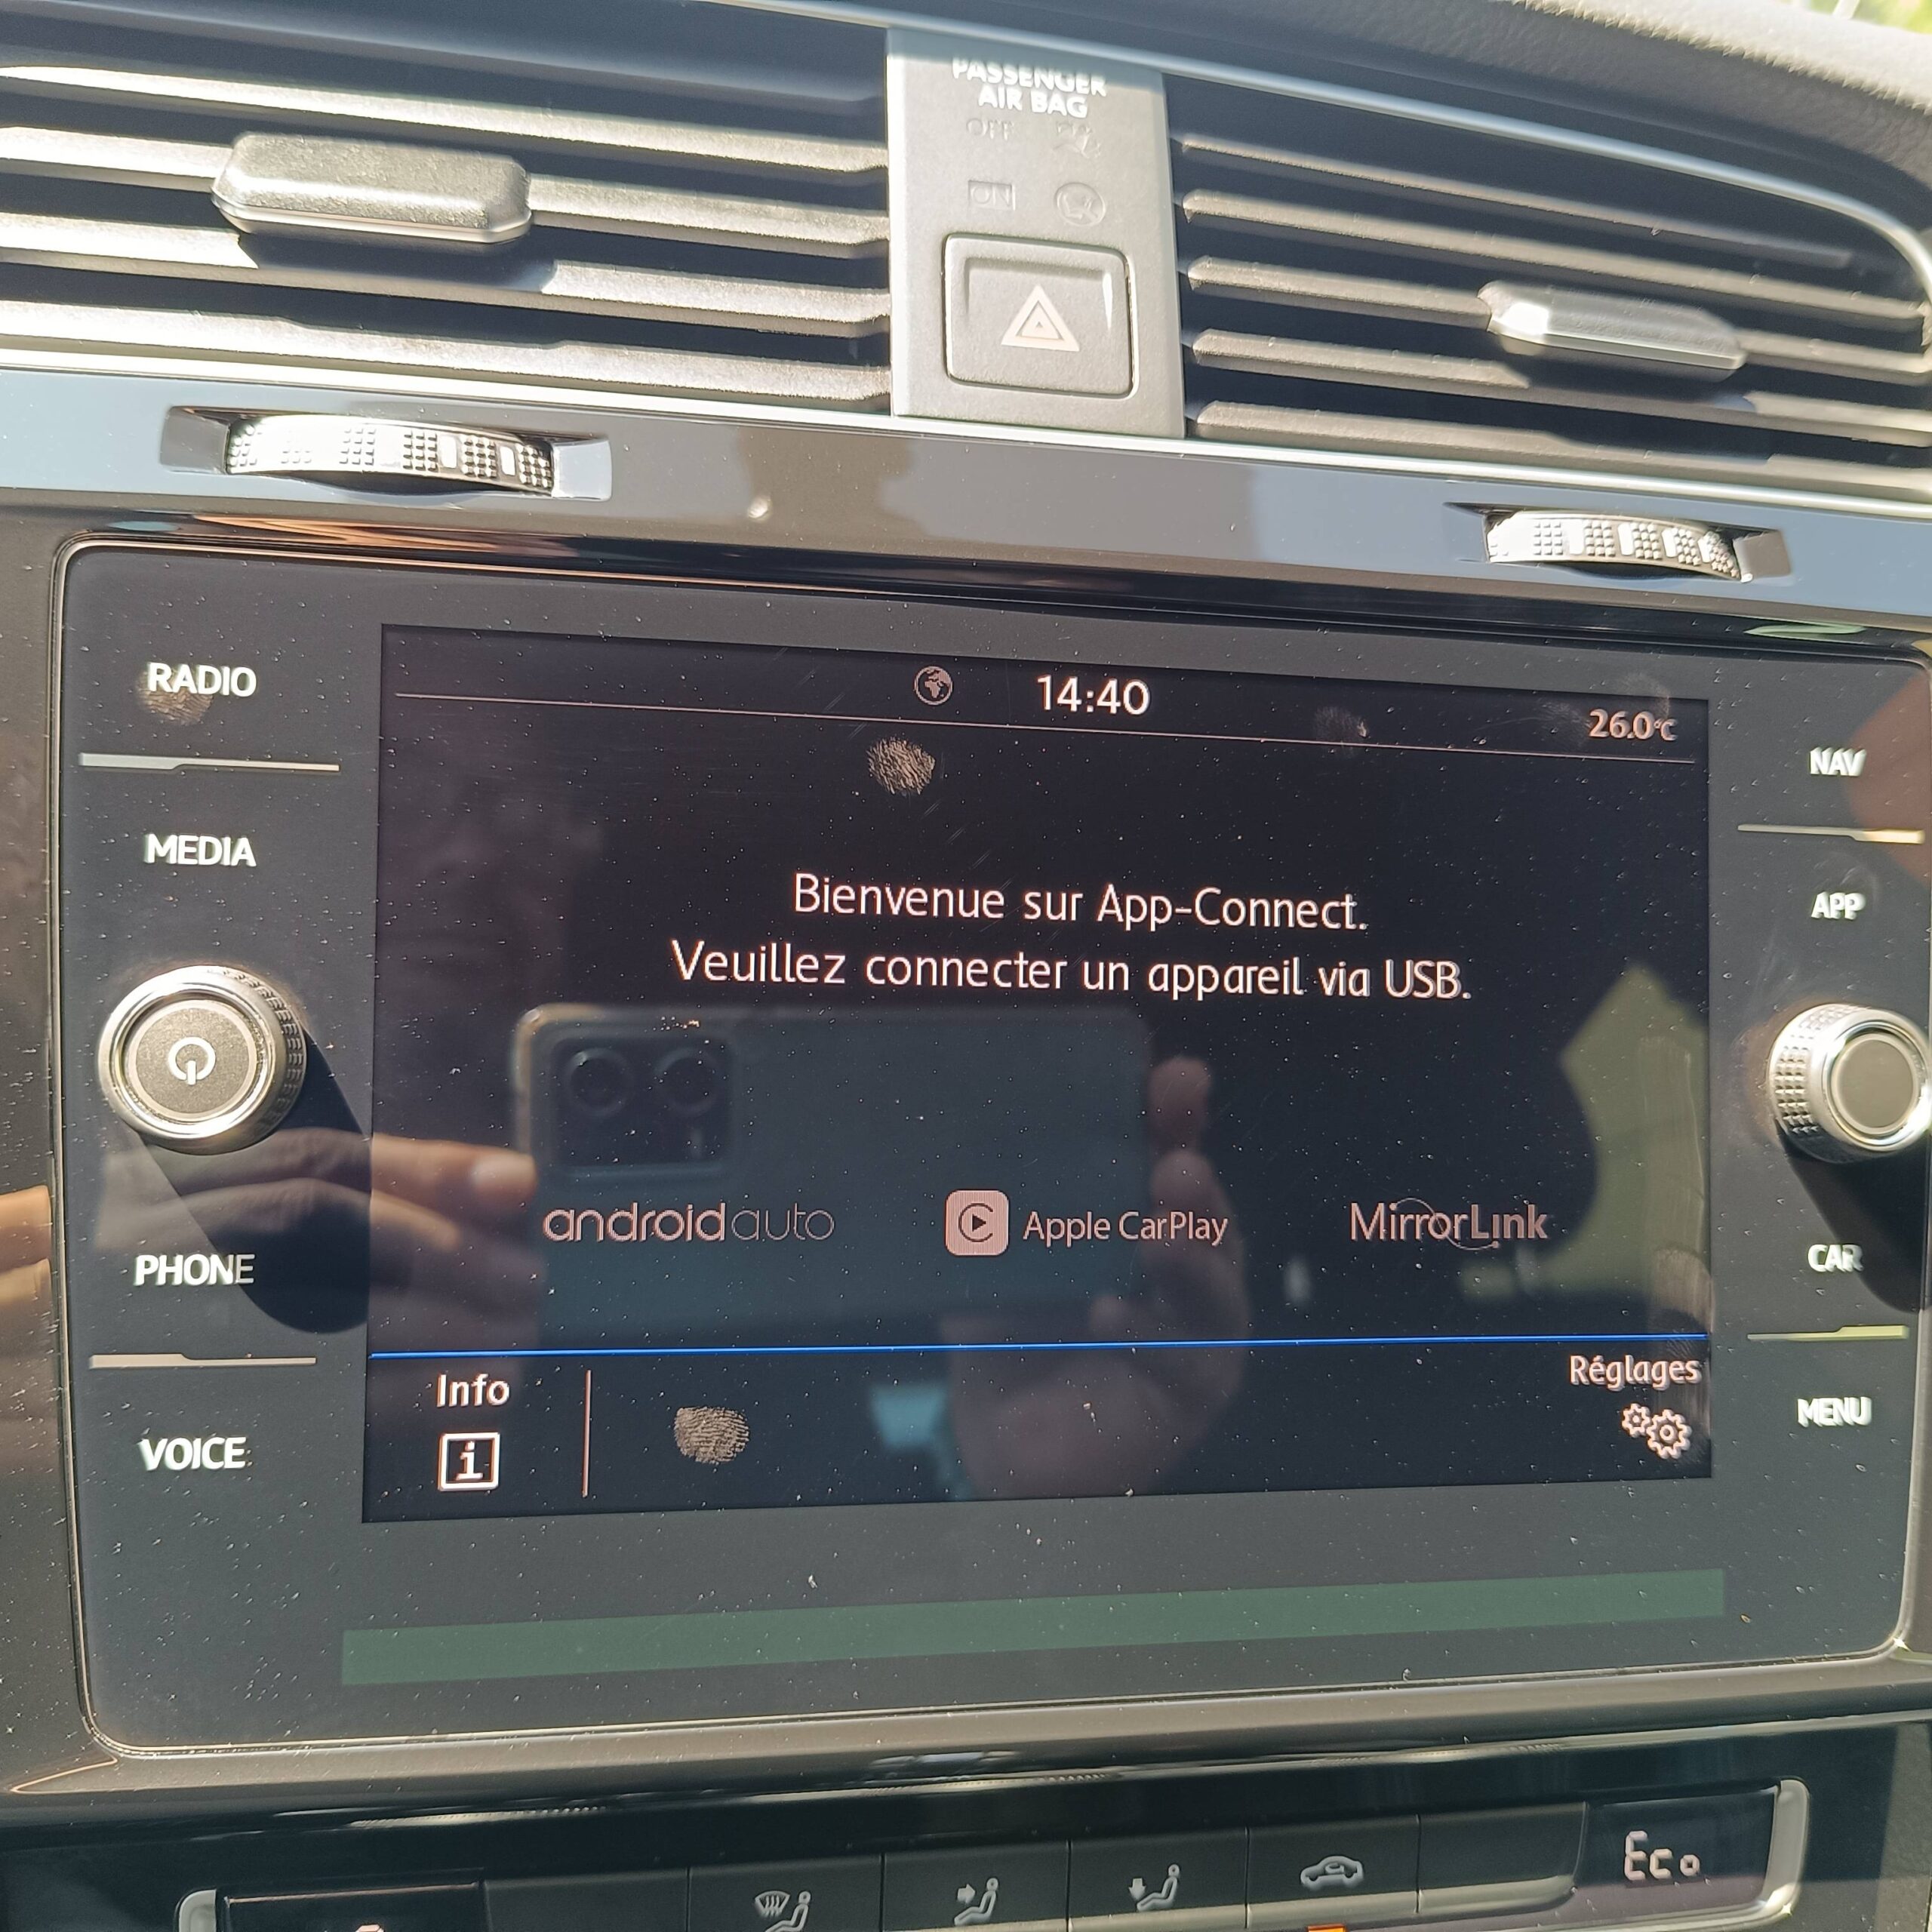 PASSENGER
AIR BAG
OFF
ON
RADIO
MEDIA
PHONE
VOICE
14:40
26.0°C
Bienvenue sur App-Connect.
Veuillez connecter un appareil via USB.
androidauto
Apple CarPlay
MirrorLink
Info
i
Réglages
NAV
APP
CAR
MENU
Eco